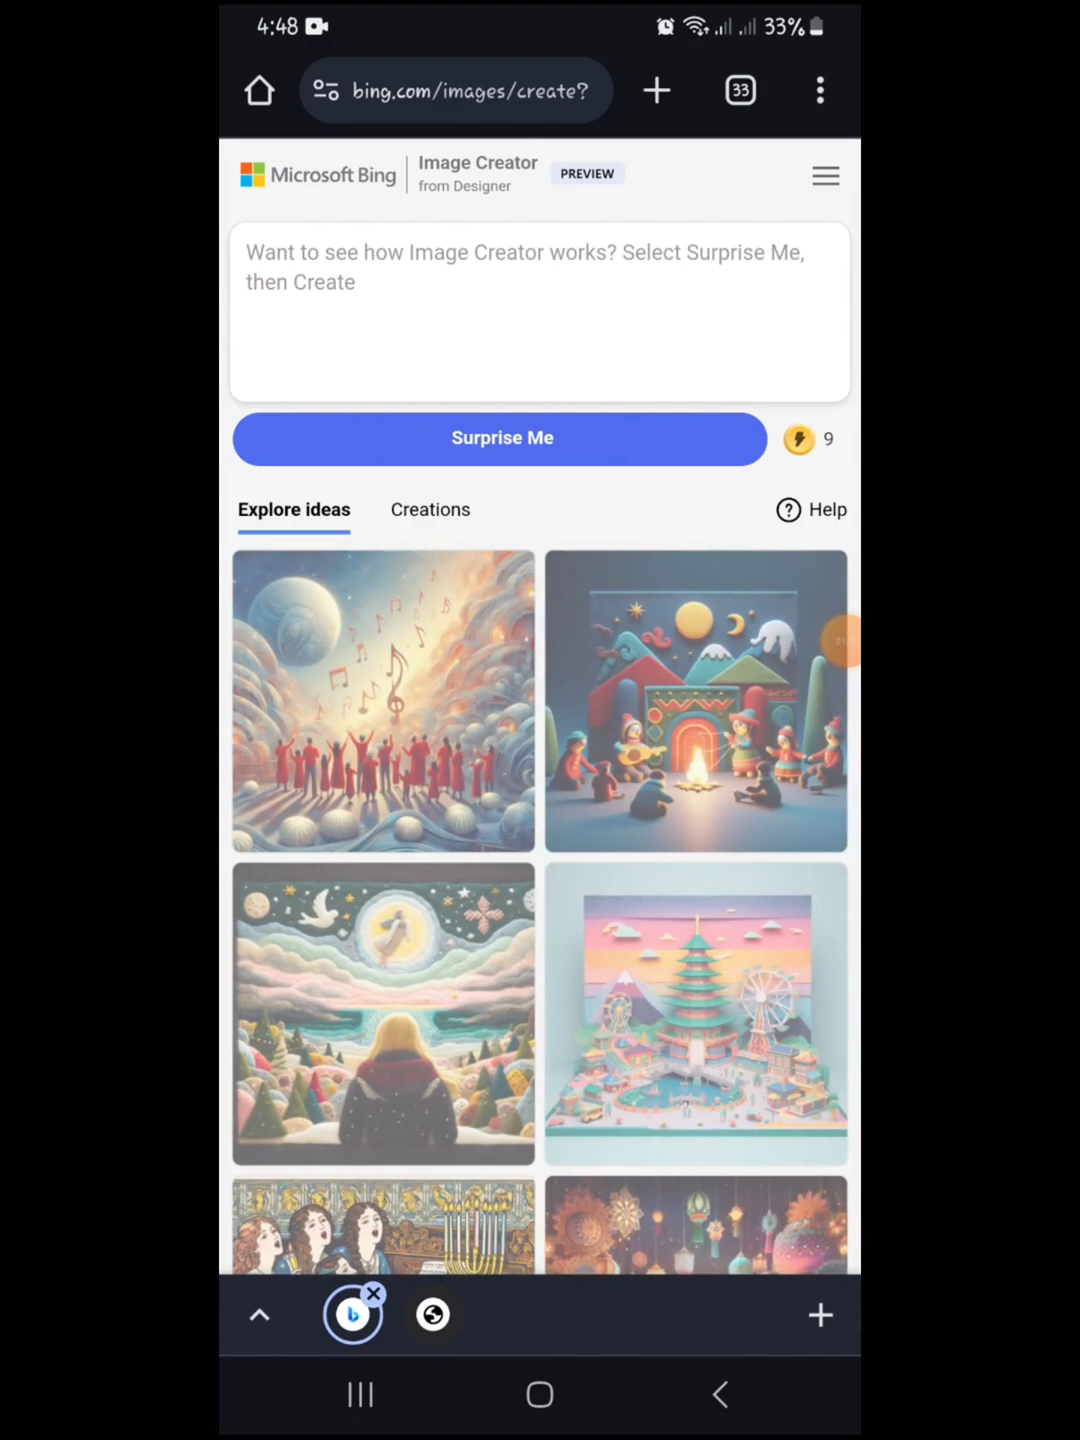 4:48
33%
bing.com/images/create?
33
Microsoft Bing
Image Creator
from Designer
PREVIEW
Want to see how Image Creator works? Select Surprise Me,
then Create
Surprise Me
9
Explore ideas
Creations
Help